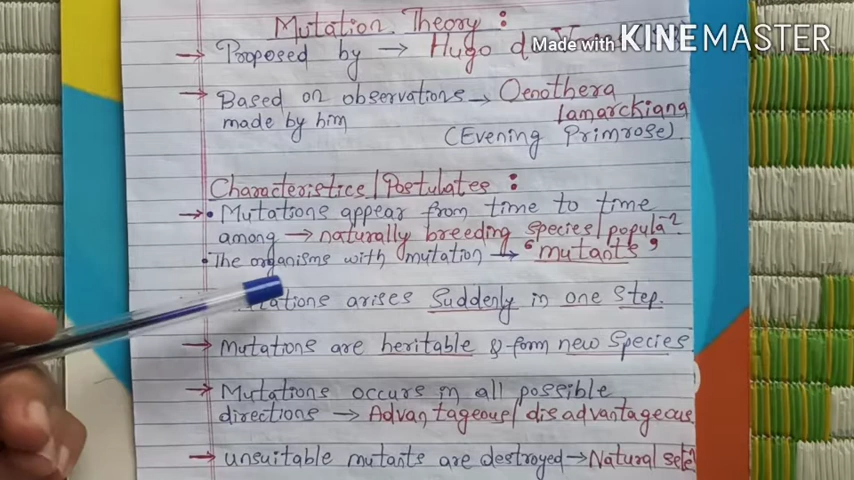 Mutation Theory :
→ Proposed by → Hugo d
Made with KINEMASTER
→ Based on observations → Oenothera
made by him lamarckiana
(Evening Primrose)
Characteristics/Postulates :
→ • Mutations appear from time to time
among → naturally breeding species/popula-²
• The organisms with mutation → "mutants"
arises Suddenly in one step.
→ Mutations are heritable & form new species
→ Mutations occurs in all possible
directions → Advantageous/disadvantageous
→ unsuitable mutants are destroyed → Natural